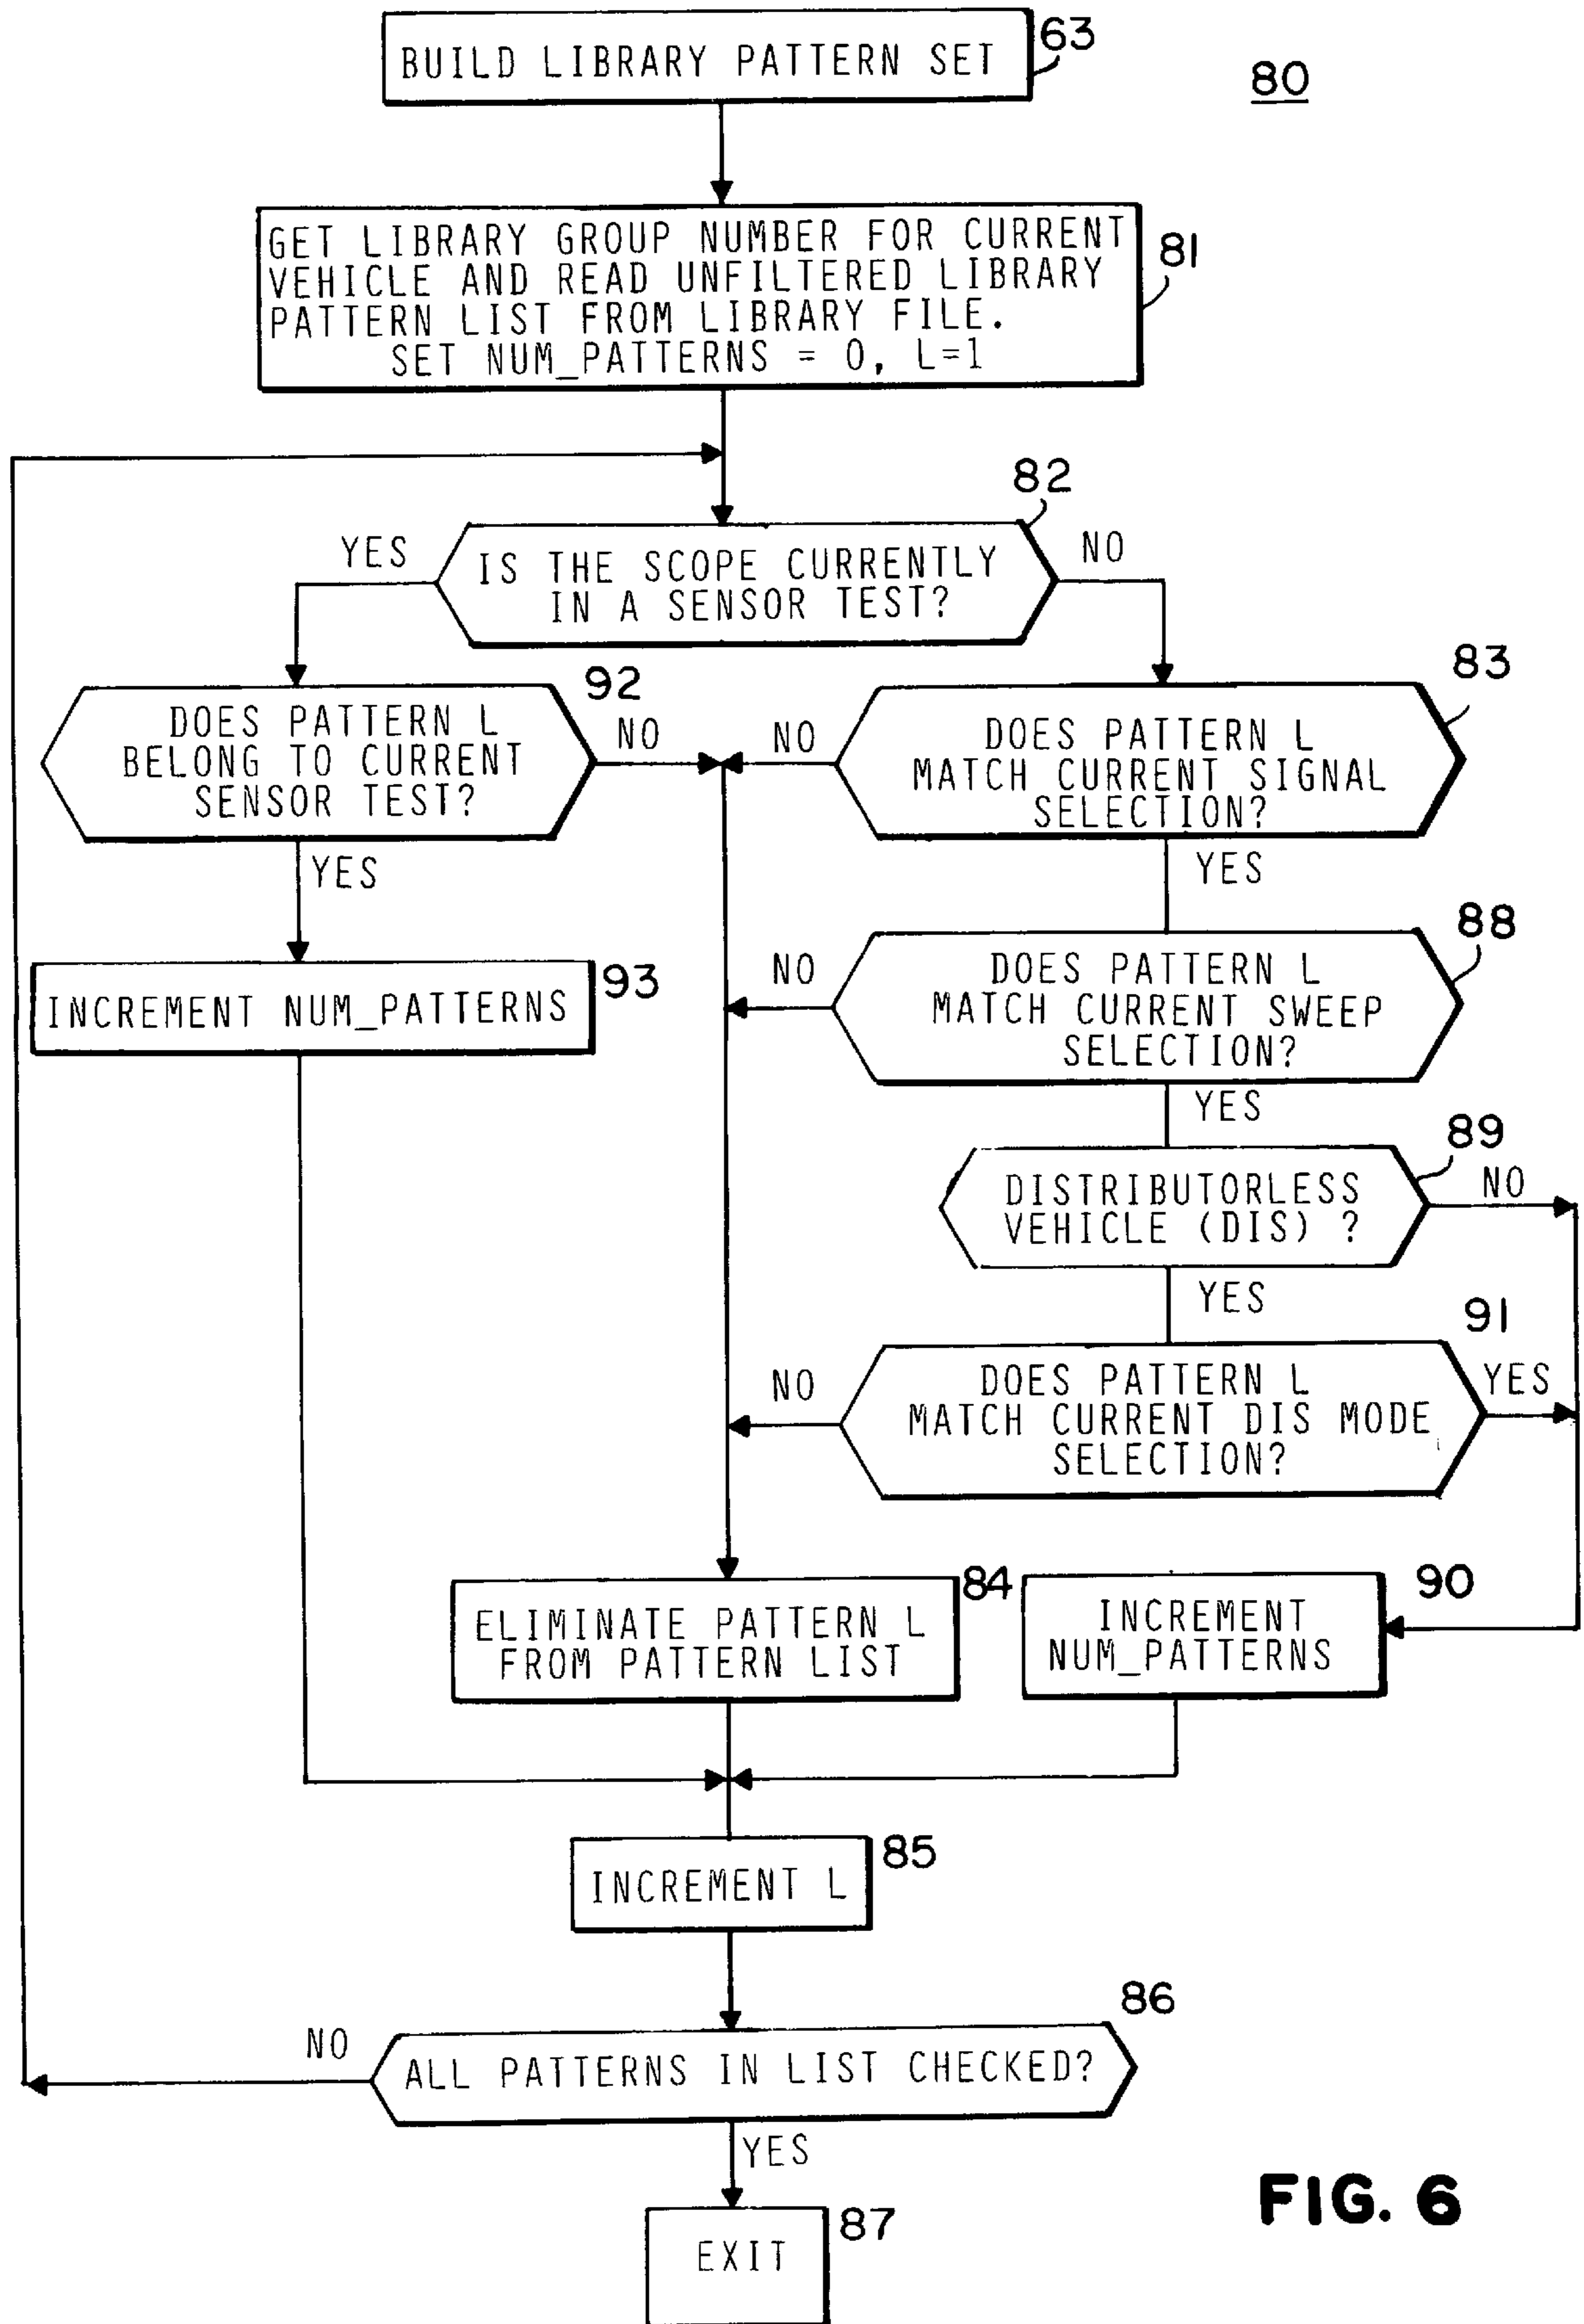 BUILD LIBRARY PATTERN SET
63
80
GET LIBRARY GROUP NUMBER FOR CURRENT
VEHICLE AND READ UNFILTERED LIBRARY
PATTERN LIST FROM LIBRARY FILE.
SET NUM_PATTERNS = 0, L=1
81
82
YES
IS THE SCOPE CURRENTLY
IN A SENSOR TEST?
NO
92
DOES PATTERN L
BELONG TO CURRENT
SENSOR TEST?
NO
YES
83
NO
DOES PATTERN L
MATCH CURRENT SIGNAL
SELECTION?
YES
93
INCREMENT NUM_PATTERNS
88
NO
DOES PATTERN L
MATCH CURRENT SWEEP
SELECTION?
YES
89
DISTRIBUTORLESS
VEHICLE (DIS) ?
NO
YES
91
NO
DOES PATTERN L
MATCH CURRENT DIS MODE
SELECTION?
YES
84
ELIMINATE PATTERN L
FROM PATTERN LIST
90
INCREMENT
NUM_PATTERNS
85
INCREMENT L
86
NO
ALL PATTERNS IN LIST CHECKED?
YES
87
EXIT
FIG. 6